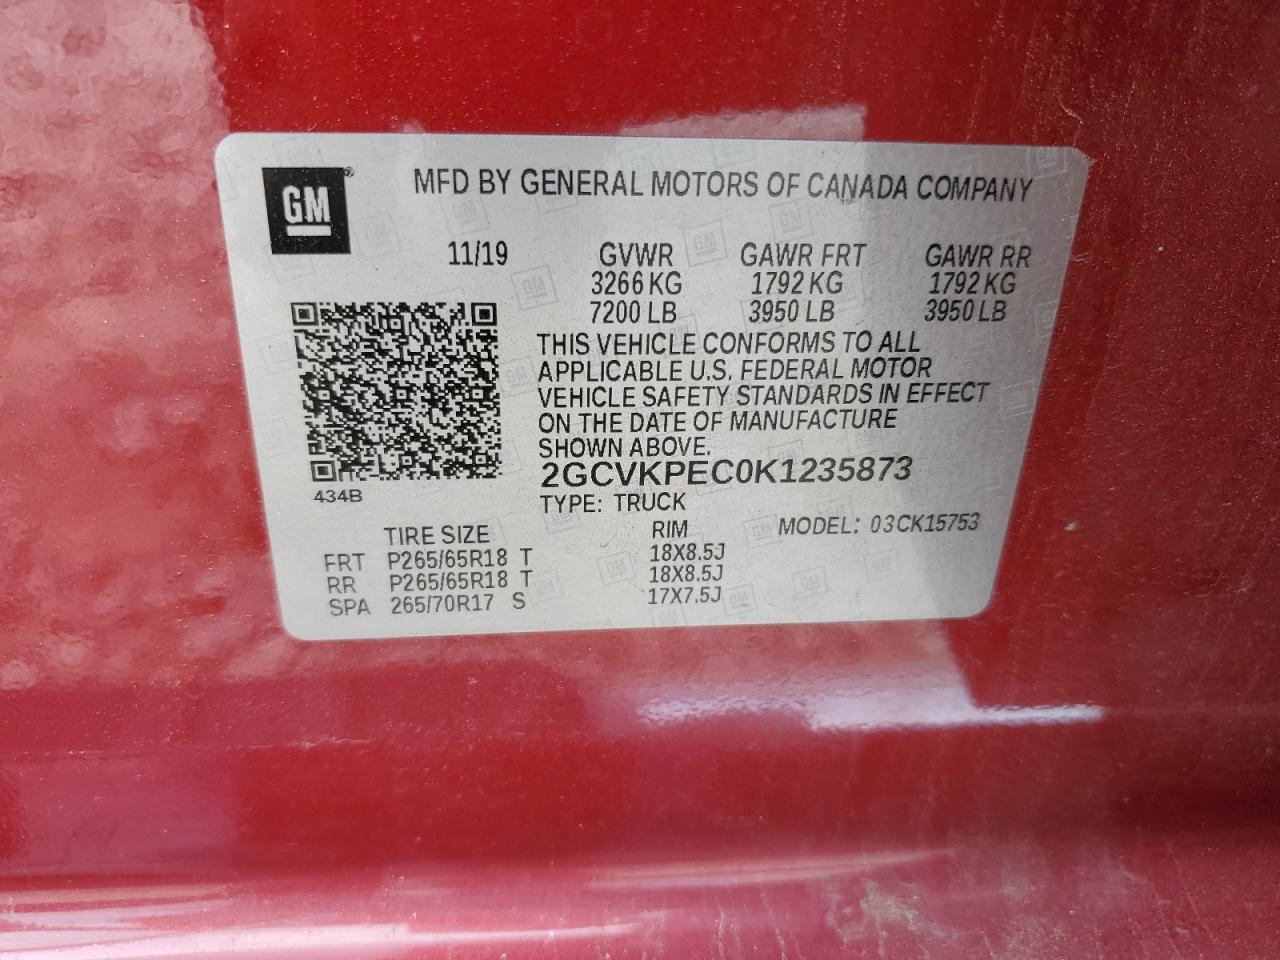 GM®
MFD BY GENERAL MOTORS OF CANADA COMPANY
11/19
GVWR GAWR FRT GAWR RR
3266 KG 1792 KG 1792 KG
7200 LB 3950 LB 3950 LB
THIS VEHICLE CONFORMS TO ALL
APPLICABLE U.S. FEDERAL MOTOR
VEHICLE SAFETY STANDARDS IN EFFECT
ON THE DATE OF MANUFACTURE
SHOWN ABOVE.
2GCVKPEC0K1235873
434B
TYPE: TRUCK
TIRE SIZE RIM MODEL: 03CK15753
FRT P265/65R18 T 18X8.5J
RR P265/65R18 T 18X8.5J
SPA 265/70R17 S 17X7.5J